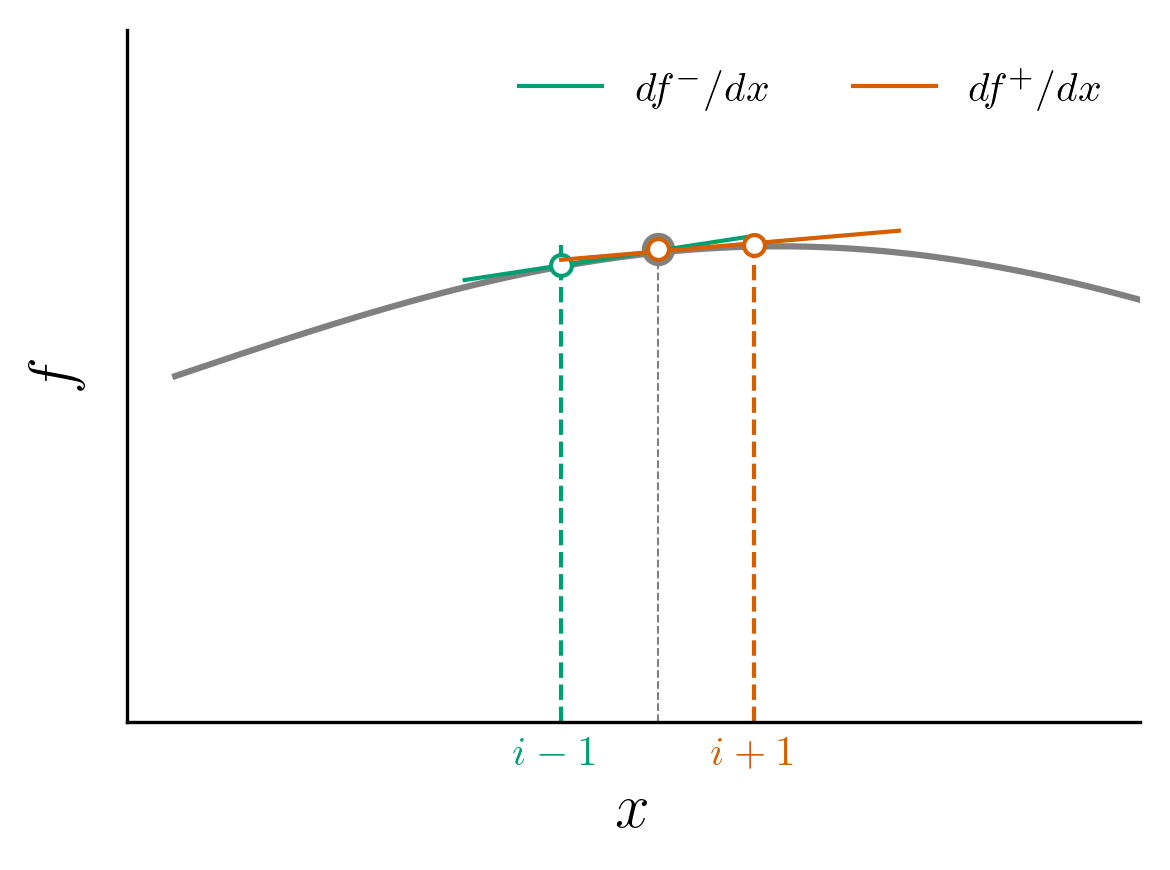 df⁻/dx
df⁺/dx
f
i − 1
i + 1
x